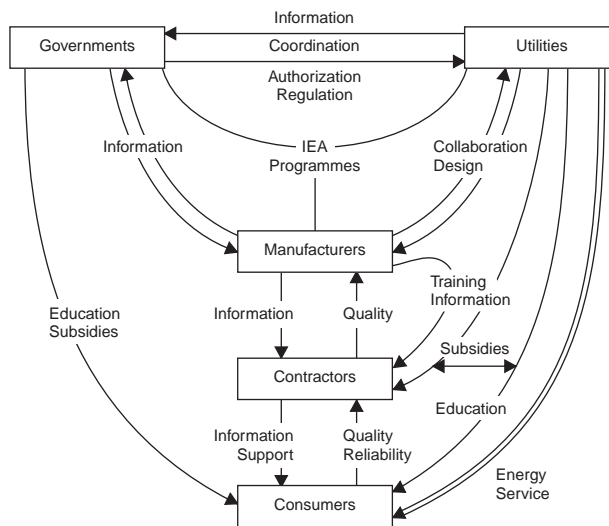 Information
Governments
Coordination
Utilities
Authorization
Regulation
Information
IEA
Programmes
Collaboration
Design
Manufacturers
Education
Subsidies
Information
Quality
Training
Information
Subsidies
Contractors
Education
Information
Support
Quality
Reliability
Energy
Service
Consumers